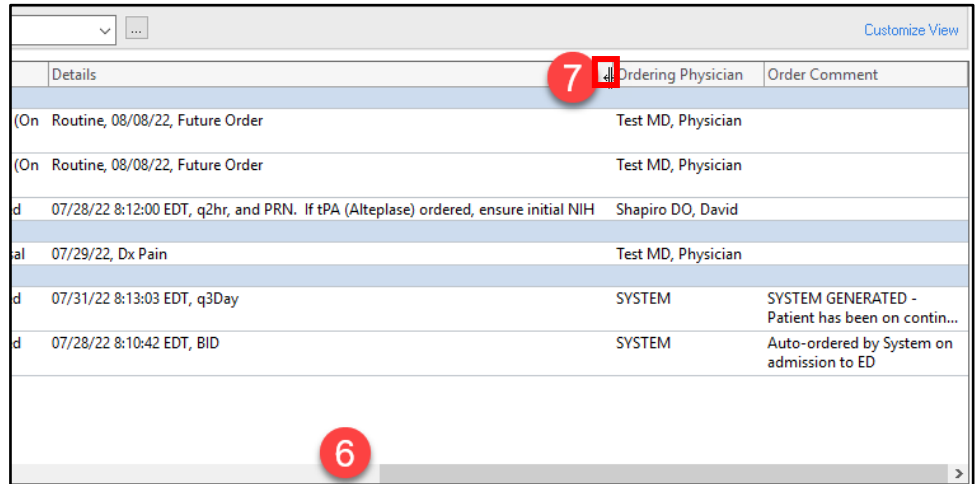 ...
Customize View
Details 7 Ordering Physician Order Comment
(On Routine, 08/08/22, Future Order Test MD, Physician
(On Routine, 08/08/22, Future Order Test MD, Physician
d 07/28/22 8:12:00 EDT, q2hr, and PRN. If tPA (Alteplase) ordered, ensure initial NIH Shapiro DO, David
sal 07/29/22, Dx Pain Test MD, Physician
d 07/31/22 8:13:03 EDT, q3Day SYSTEM SYSTEM GENERATED -
Patient has been on contin...
d 07/28/22 8:10:42 EDT, BID SYSTEM Auto-ordered by System on
admission to ED
6